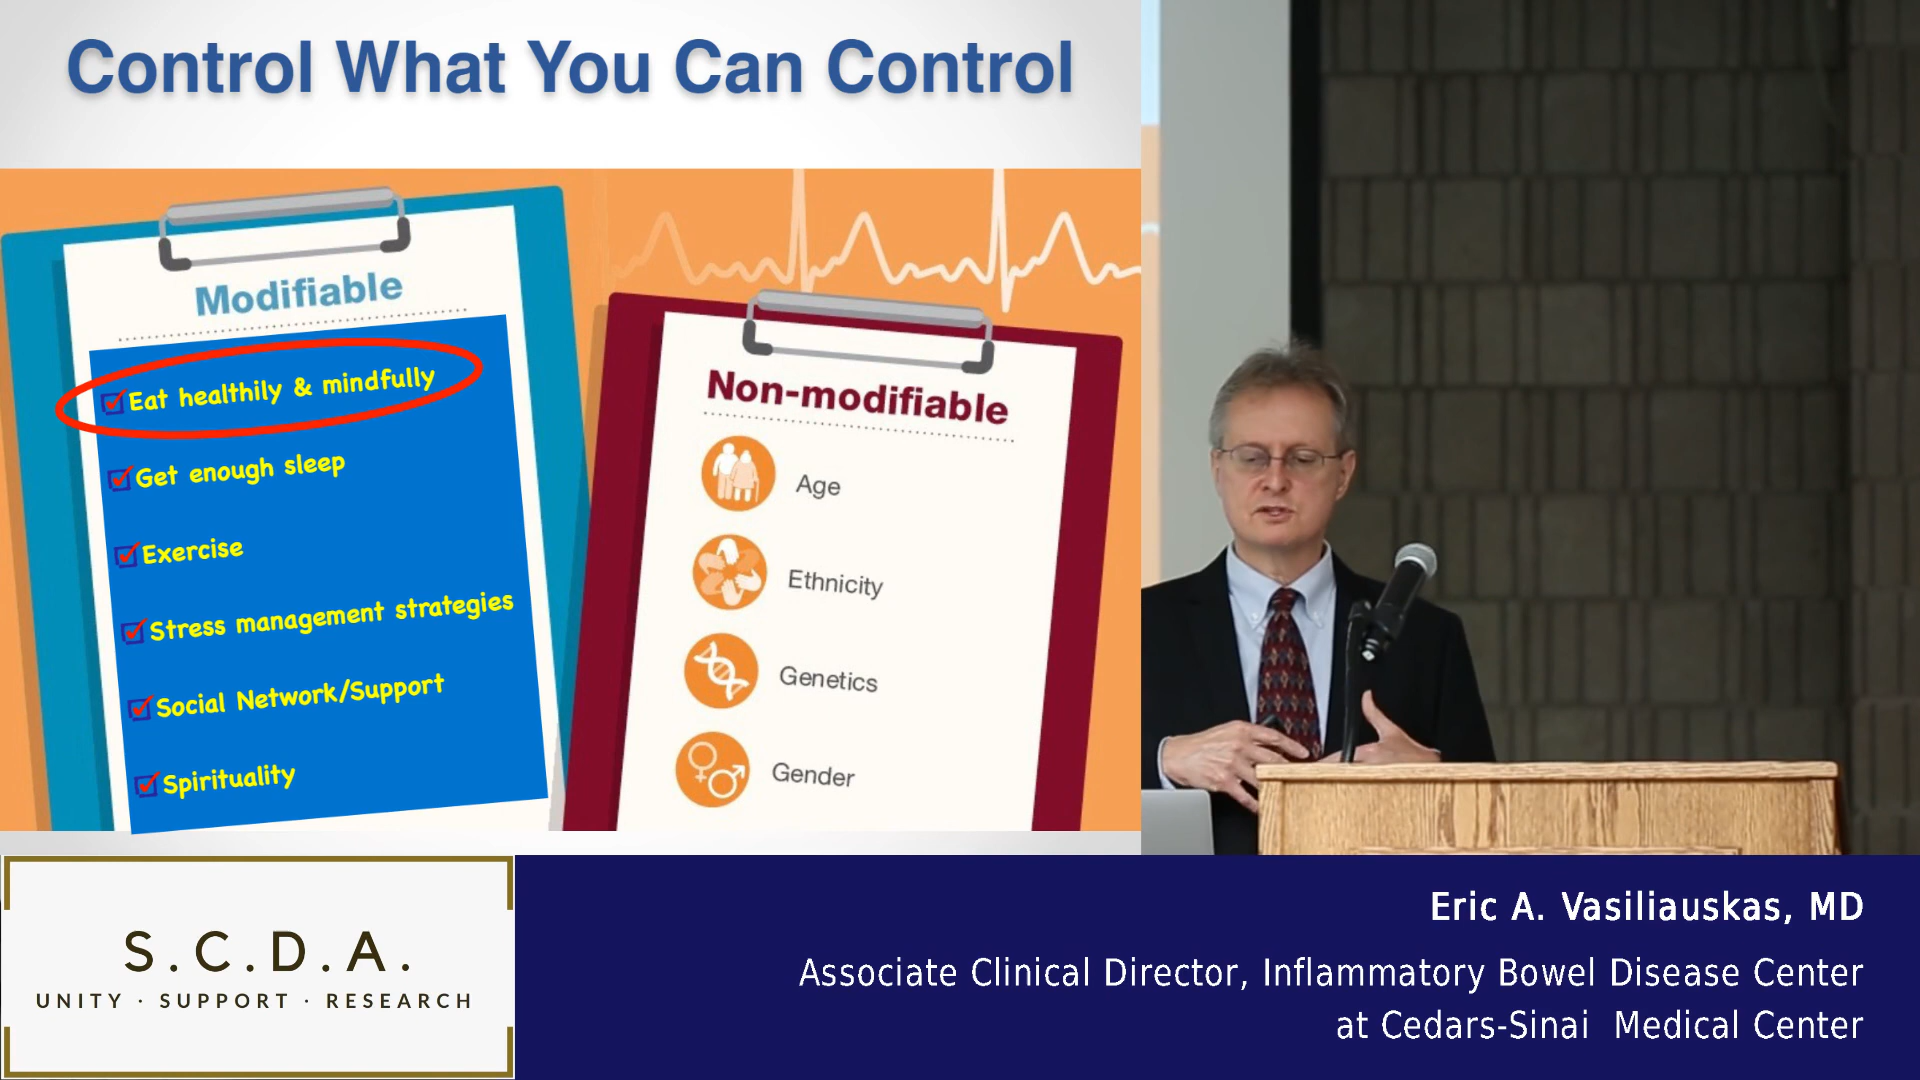 Control What You Can Control
Modifiable
Eat healthily & mindfully
Get enough sleep
Exercise
Stress management strategies
Social Network/Support
Spirituality
Non-modifiable
Age
Ethnicity
Genetics
Gender
S.C.D.A.
UNITY · SUPPORT · RESEARCH
Eric A. Vasiliauskas, MD
Associate Clinical Director, Inflammatory Bowel Disease Center
at Cedars-Sinai Medical Center